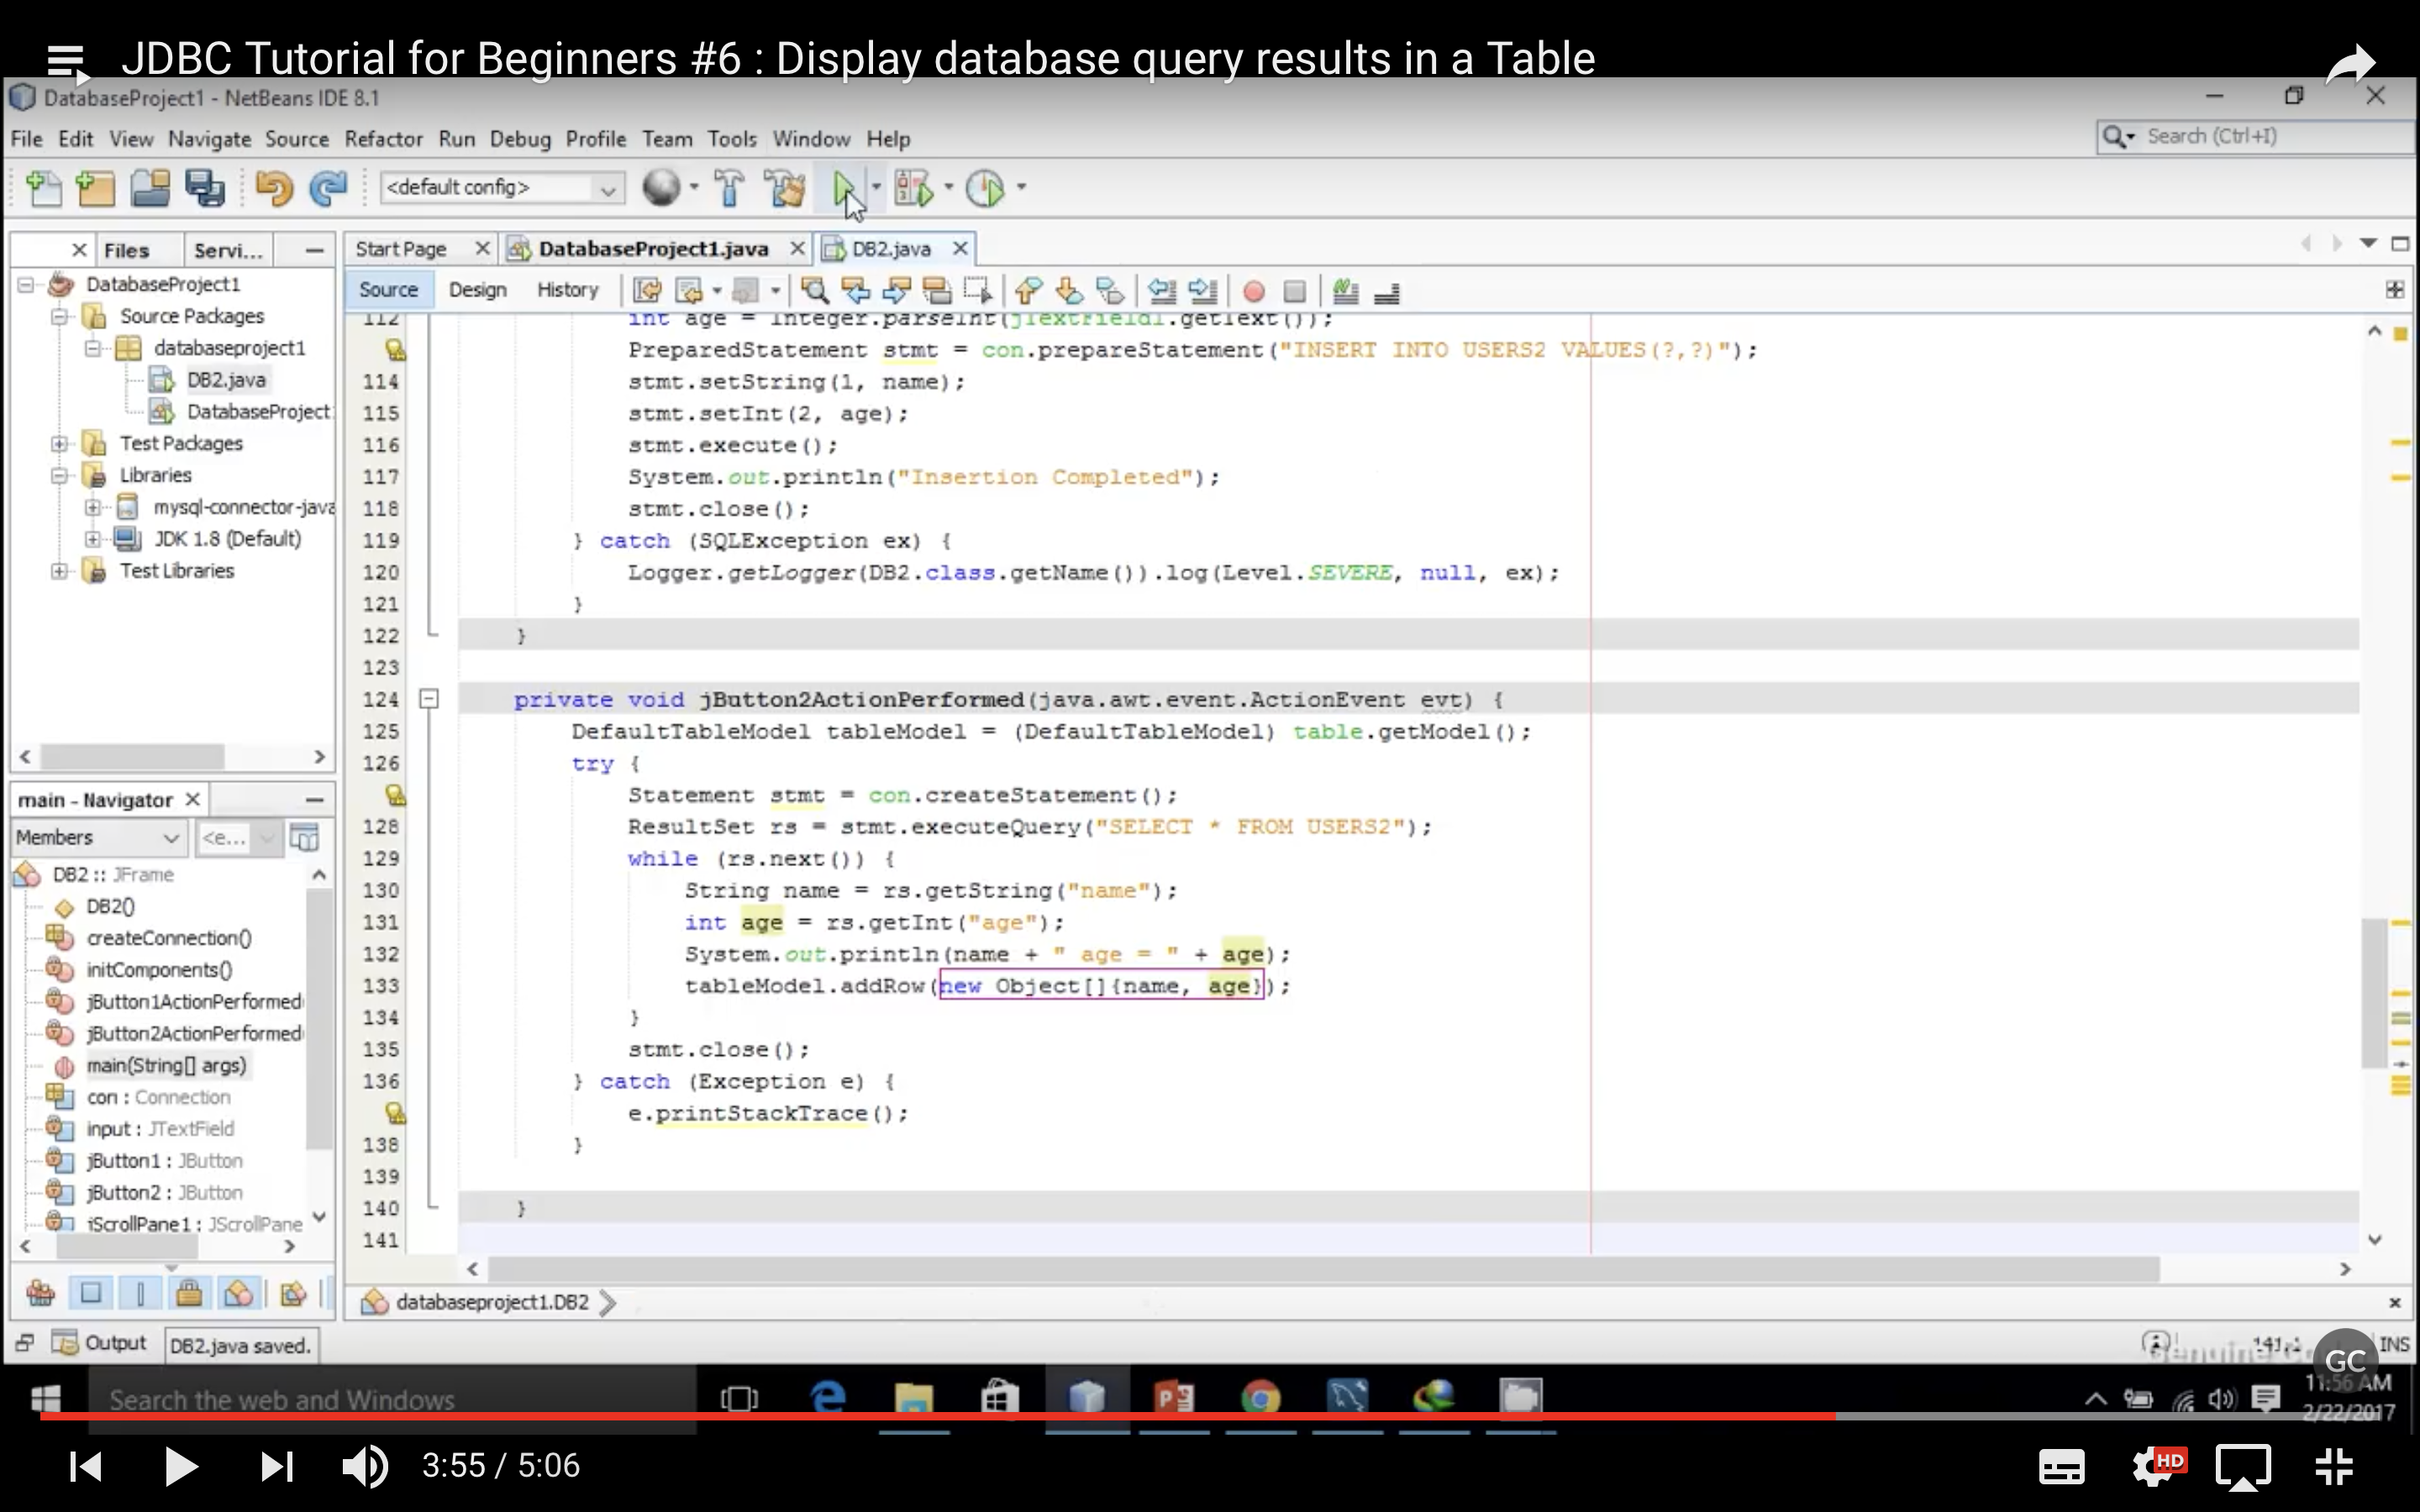 JDBC Tutorial for Beginners #6 : Display database query results in a Table
DatabaseProject1 - NetBeans IDE 8.1
File Edit View Navigate Source Refactor Run Debug Profile Team Tools Window Help
Search (Ctrl+I)
<default config>
Files Servi...
DatabaseProject1
Source Packages
databaseproject1
DB2.java
DatabaseProject
Test Packages
Libraries
mysql-connector-java
JDK 1.8 (Default)
Test Libraries
main - Navigator
Members <e...
DB2 :: JFrame
DB2()
createConnection()
initComponents()
jButton1ActionPerformed
jButton2ActionPerformed
main(String[] args)
con : Connection
input : JTextField
jButton1 : JButton
jButton2 : JButton
jScrollPane1 : JScrollPane
Start Page DatabaseProject1.java DB2.java
Source Design History
112 int age = Integer.parseInt(jTextField1.getText());
PreparedStatement stmt = con.prepareStatement("INSERT INTO USERS2 VALUES(?,?)");
114 stmt.setString(1, name);
115 stmt.setInt(2, age);
116 stmt.execute();
117 System.out.println("Insertion Completed");
118 stmt.close();
119 } catch (SQLException ex) {
120 Logger.getLogger(DB2.class.getName()).log(Level.SEVERE, null, ex);
121 }
122 }
123
124 private void jButton2ActionPerformed(java.awt.event.ActionEvent evt) {
125 DefaultTableModel tableModel = (DefaultTableModel) table.getModel();
126 try {
Statement stmt = con.createStatement();
128 ResultSet rs = stmt.executeQuery("SELECT * FROM USERS2");
129 while (rs.next()) {
130 String name = rs.getString("name");
131 int age = rs.getInt("age");
132 System.out.println(name + " age = " + age);
133 tableModel.addRow(new Object[]{name, age});
134 }
135 stmt.close();
136 } catch (Exception e) {
e.printStackTrace();
138 }
139
140 }
141
databaseproject1.DB2
Output DB2.java saved.
INS
GC
Search the web and Windows
11:56 AM
2/22/2017
3:55 / 5:06
HD